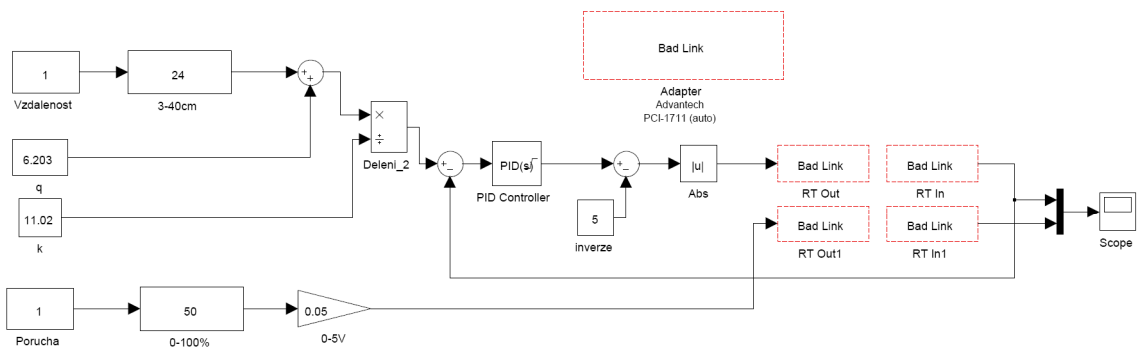 Bad Link
Adapter
Advantech
PCI-1711 (auto)
1
Vzdalenost
24
3-40cm
+
+
6.203
q
11.02
k
×
÷
Deleni_2
+
−
PID(s)
PID Controller
+
−
5
inverze
|u|
Abs
Bad Link
RT Out
Bad Link
RT In
Bad Link
RT Out1
Bad Link
RT In1
Scope
1
Porucha
50
0-100%
0.05
0-5V